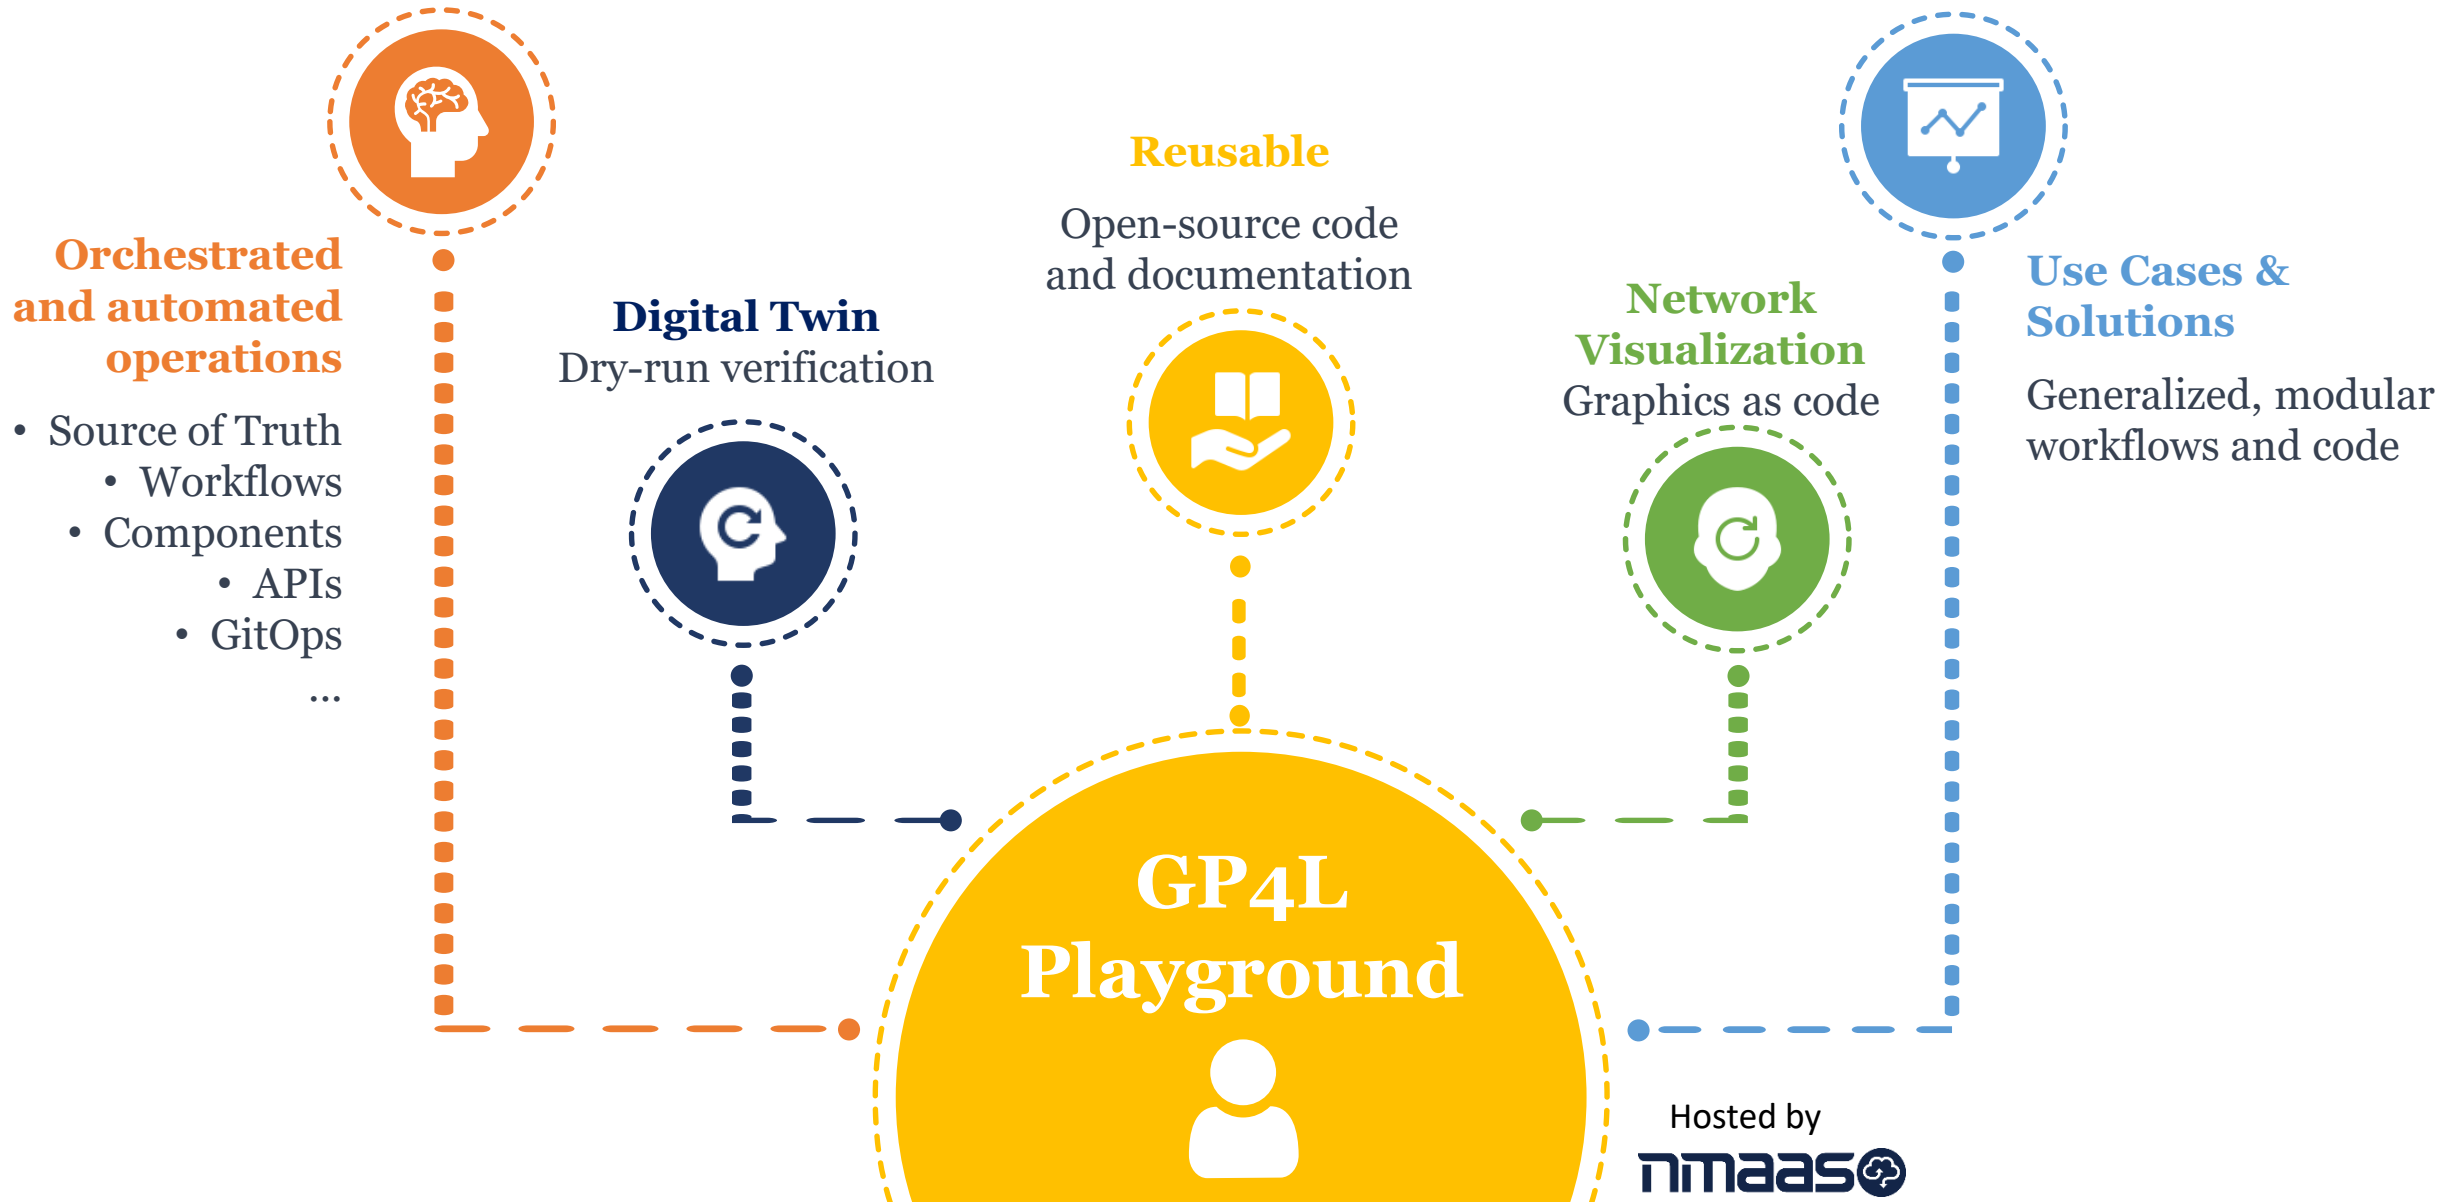 Orchestrated
and automated
operations
• Source of Truth
• Workflows
• Components
• APIs
• GitOps
...
Digital Twin
Dry-run verification
Reusable
Open-source code
and documentation
Network
Visualization
Graphics as code
Use Cases &
Solutions
Generalized, modular
workflows and code
GP4L
Playground
Hosted by
nmaas